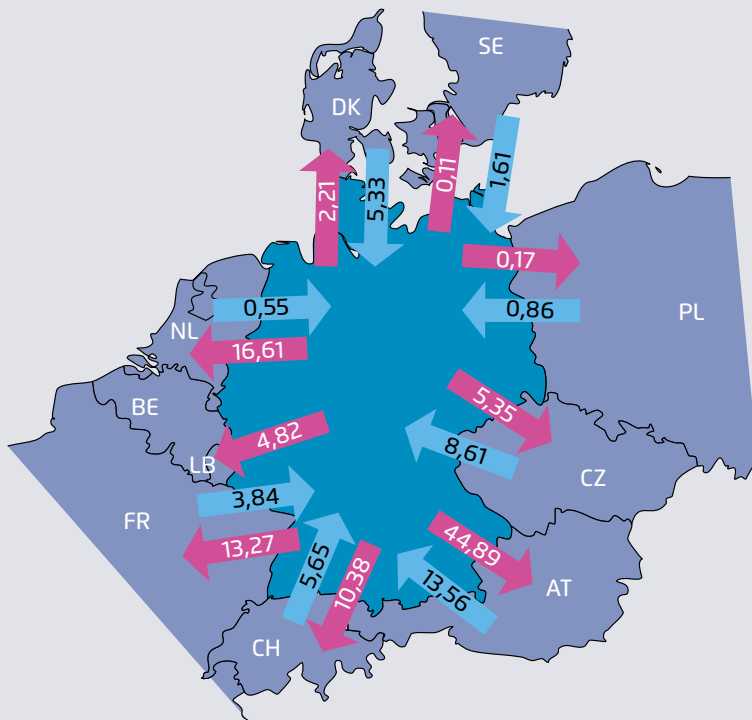 SE
DK
2,21
5,33
0,11
1,61
0,17
0,86
PL
0,55
NL
16,61
BE
4,82
LB
5,35
8,61
CZ
3,84
FR
13,27
5,65
10,38
44,89
13,56
AT
CH